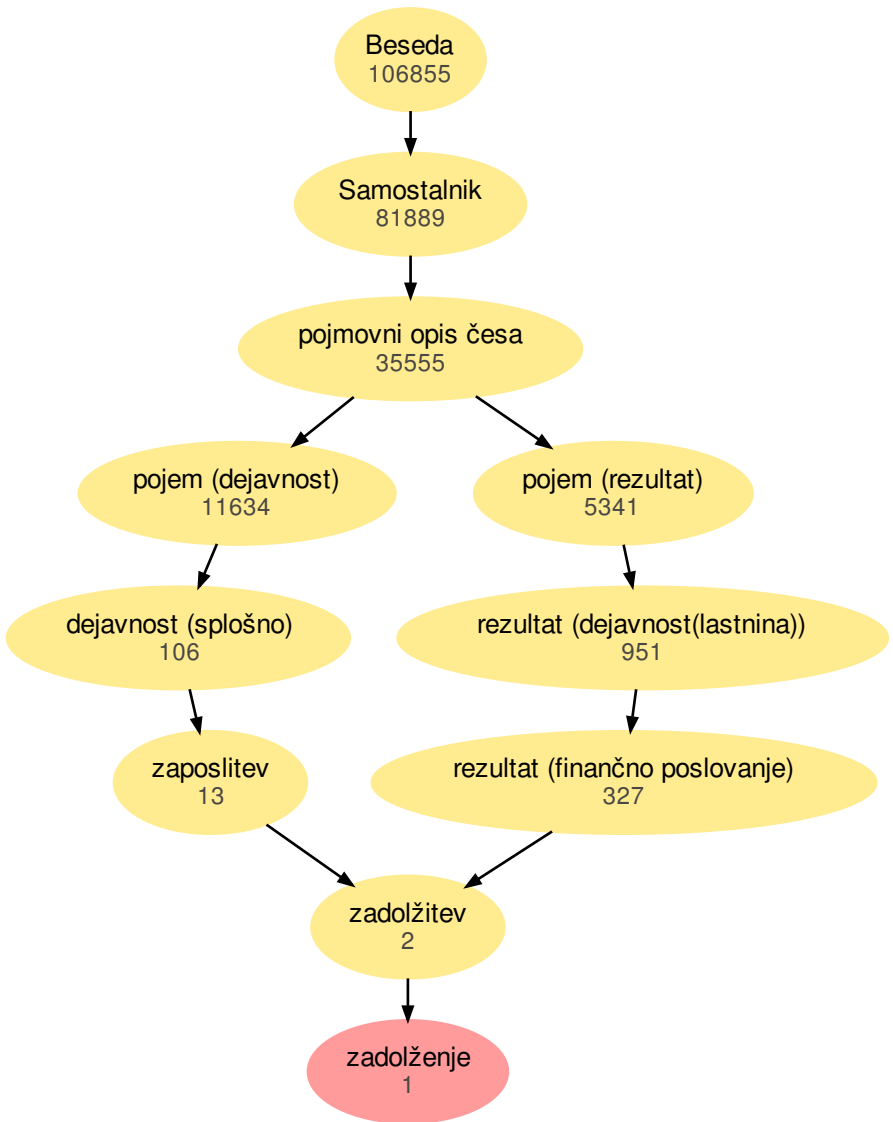 Beseda
106855
Samostalnik
81889
pojmovni opis česa
35555
pojem (dejavnost)
11634
pojem (rezultat)
5341
dejavnost (splošno)
106
rezultat (dejavnost(lastnina))
951
zaposlitev
13
rezultat (finančno poslovanje)
327
zadolžitev
2
zadolženje
1